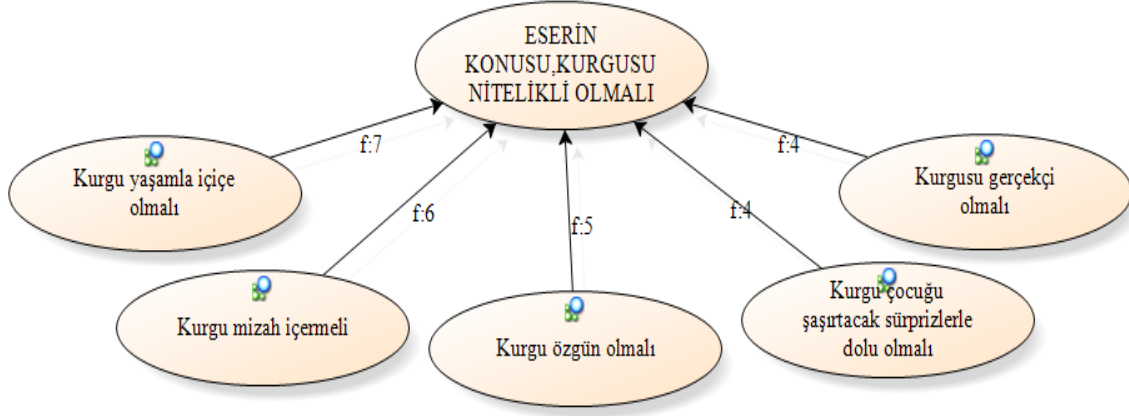 ESERİN
KONUSU,KURGUSU
NİTELİKLİ OLMALI
f:7
f:6
f:5
f:4
f:4
Kurgu yaşamla içiçe
olmalı
Kurgu mizah içermeli
Kurgu özgün olmalı
Kurgu çocuğu
şaşırtacak sürprizlerle
dolu olmalı
Kurgusu gerçekçi
olmalı